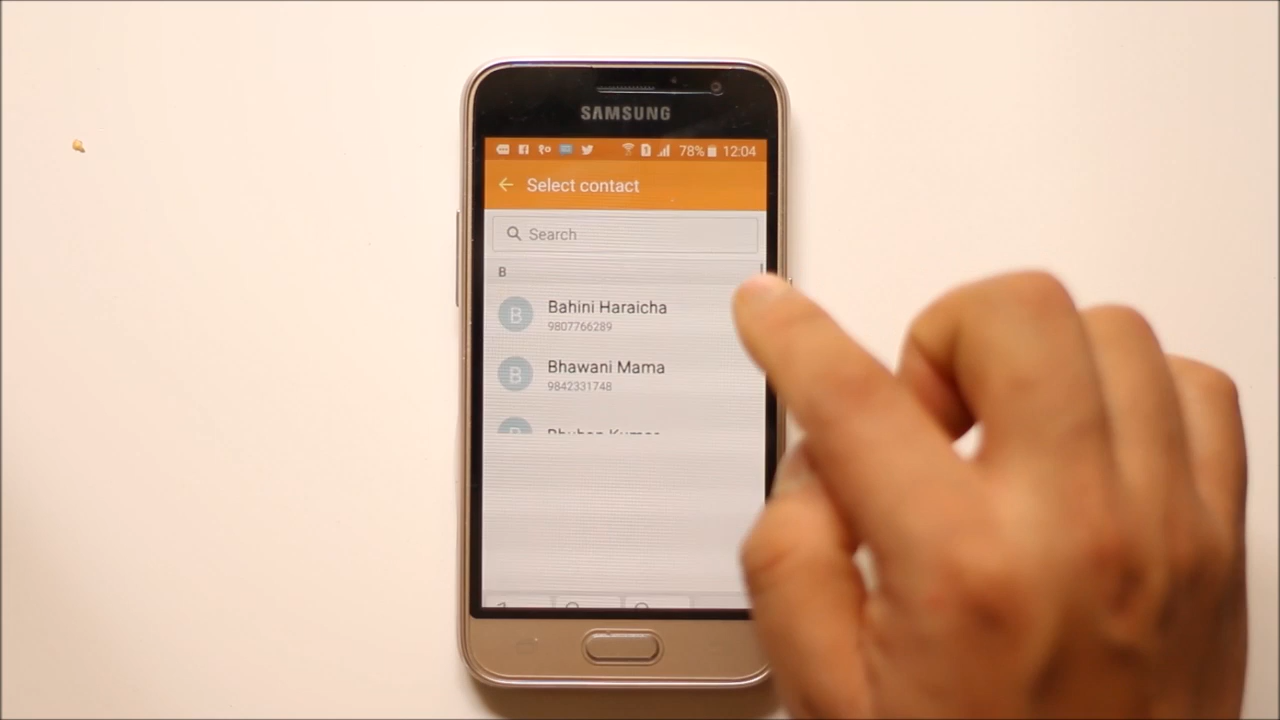 SAMSUNG
78% 12:04
Select contact
Search
B
B Bahini Haraicha
9807766289
B Bhawani Mama
9842331748